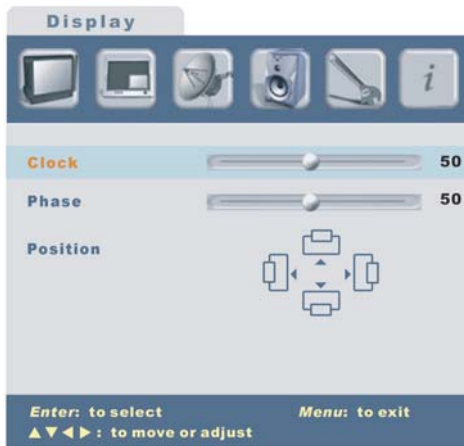 Display
i
Clock 50
Phase 50
Position
Enter: to select Menu: to exit
▲▼◀▶: to move or adjust